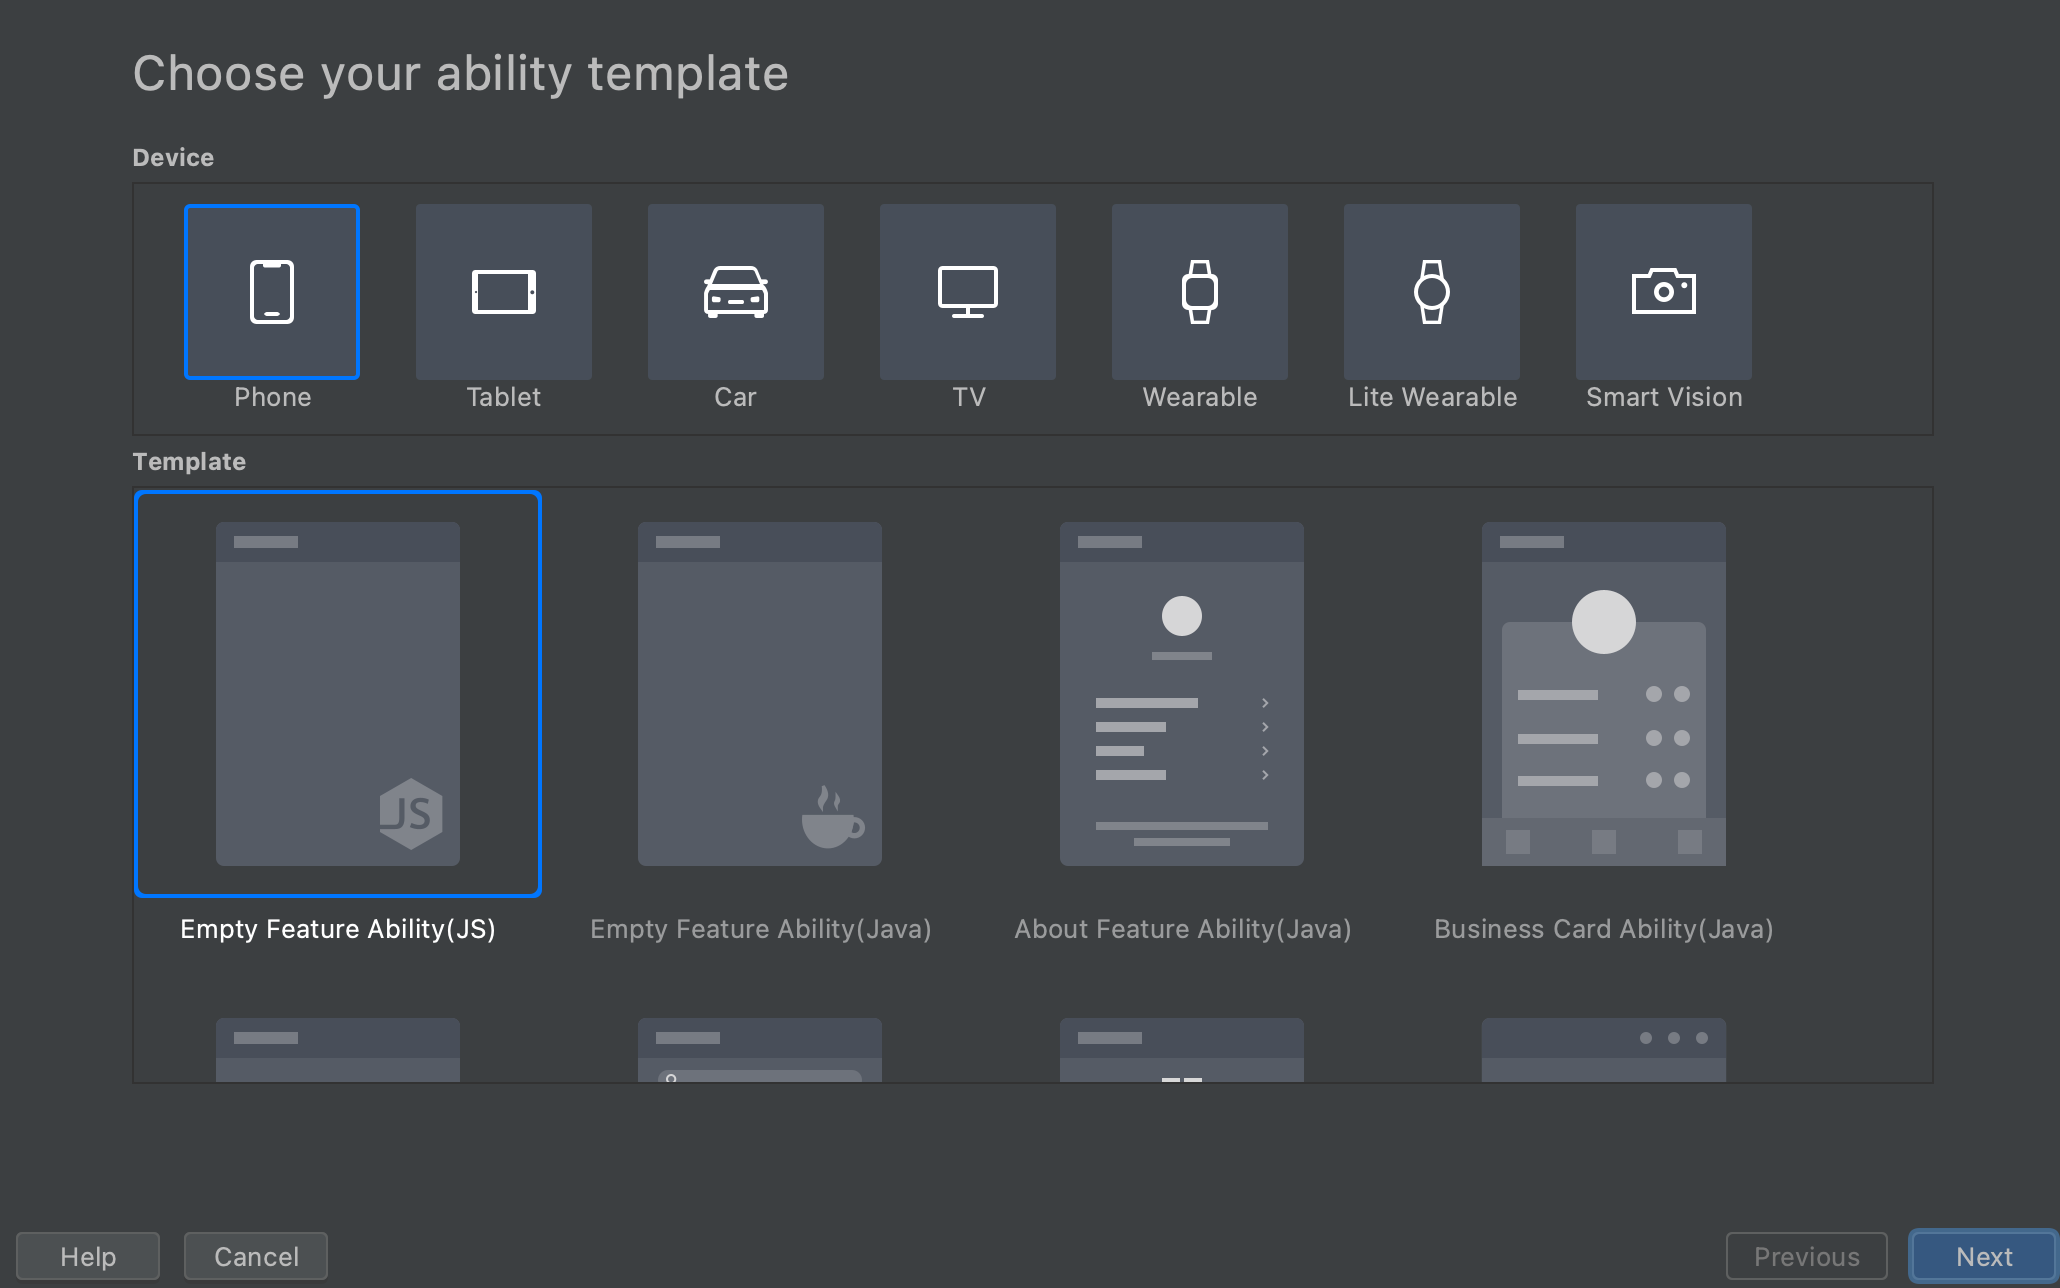 Choose your ability template
Device
Phone
Tablet
Car
TV
Wearable
Lite Wearable
Smart Vision
Template
JS
Empty Feature Ability(JS)
Empty Feature Ability(Java)
About Feature Ability(Java)
Business Card Ability(Java)
Help
Cancel
Previous
Next